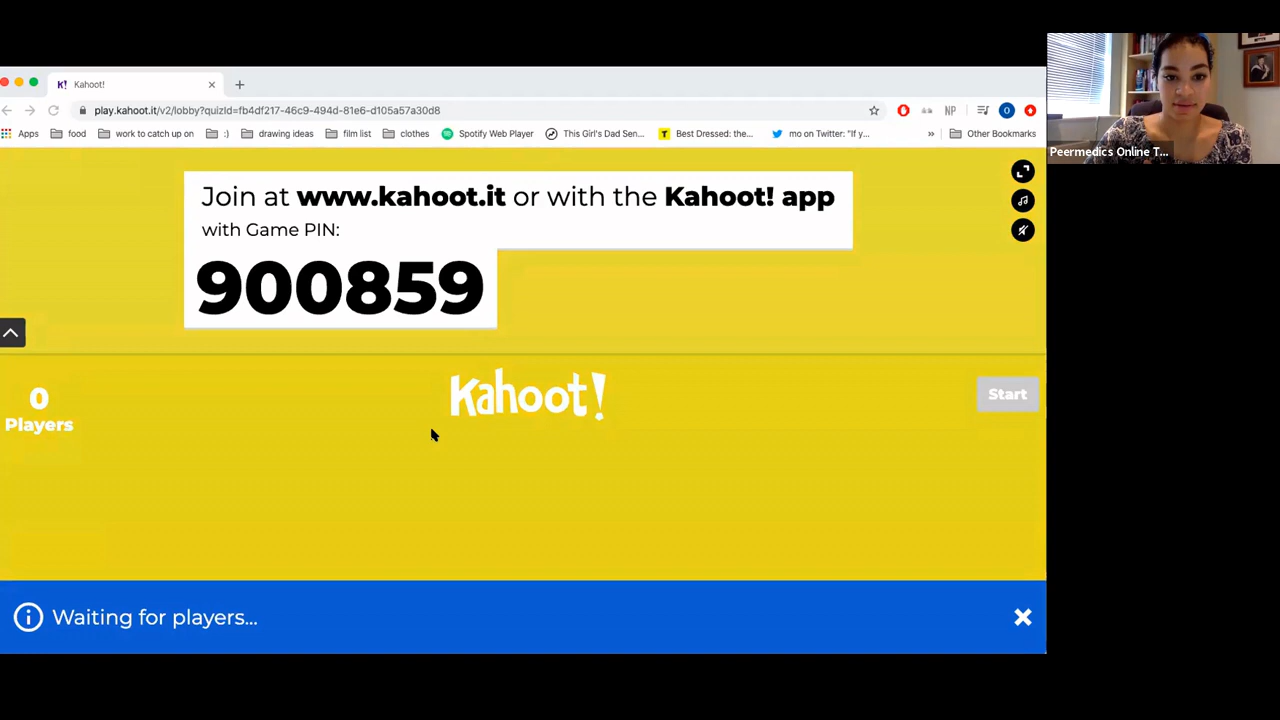 Kahoot!
play.kahoot.it/v2/lobby?quizId=fb4df217-46c9-494d-81e6-d105a57a30d8
NP
O
Apps food work to catch up on :) drawing ideas film list clothes Spotify Web Player This Girl's Dad Sen... Best Dressed: the... mo on Twitter: "If y... » Other Bookmarks
Peermedics Online T...
Join at www.kahoot.it or with the Kahoot! app
with Game PIN:
900859
0
Players
Kahoot!
Start
Waiting for players...